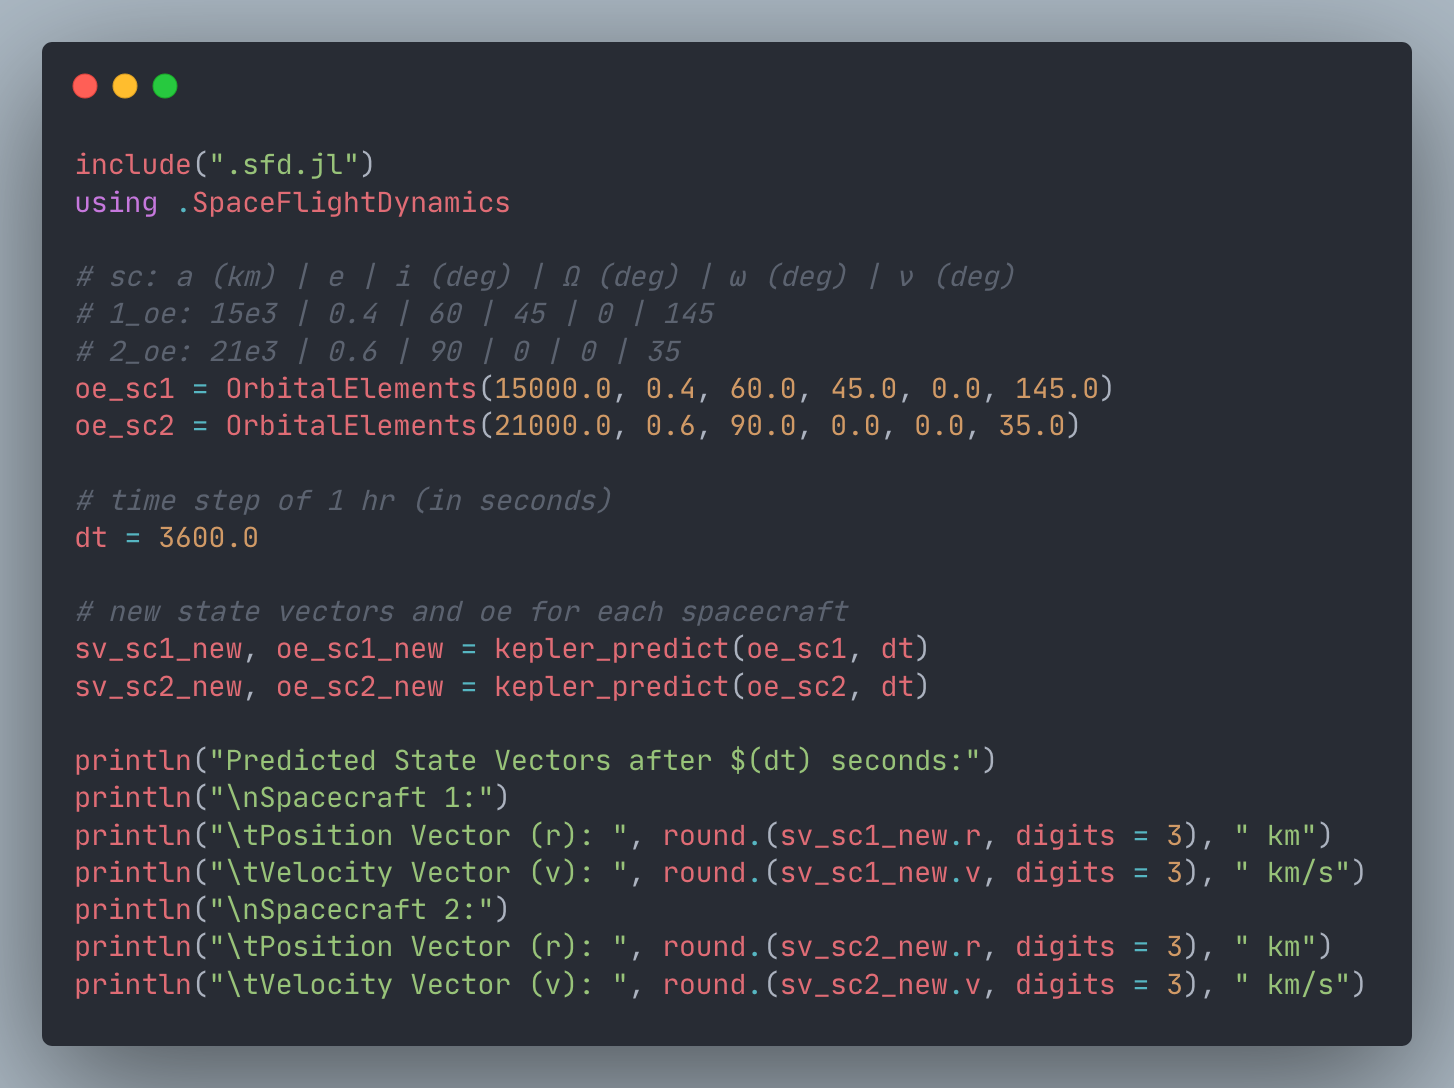 include(".sfd.jl")
using .SpaceFlightDynamics
# sc: a (km) | e | i (deg) | Ω (deg) | ω (deg) | ν (deg)
# 1_oe: 15e3 | 0.4 | 60 | 45 | 0 | 145
# 2_oe: 21e3 | 0.6 | 90 | 0 | 0 | 35
oe_sc1 = OrbitalElements(15000.0, 0.4, 60.0, 45.0, 0.0, 145.0)
oe_sc2 = OrbitalElements(21000.0, 0.6, 90.0, 0.0, 0.0, 35.0)
# time step of 1 hr (in seconds)
dt = 3600.0
# new state vectors and oe for each spacecraft
sv_sc1_new, oe_sc1_new = kepler_predict(oe_sc1, dt)
sv_sc2_new, oe_sc2_new = kepler_predict(oe_sc2, dt)
println("Predicted State Vectors after $(dt) seconds:")
println("\nSpacecraft 1:")
println("\tPosition Vector (r): ", round.(sv_sc1_new.r, digits = 3), " km")
println("\tVelocity Vector (v): ", round.(sv_sc1_new.v, digits = 3), " km/s")
println("\nSpacecraft 2:")
println("\tPosition Vector (r): ", round.(sv_sc2_new.r, digits = 3), " km")
println("\tVelocity Vector (v): ", round.(sv_sc2_new.v, digits = 3), " km/s")